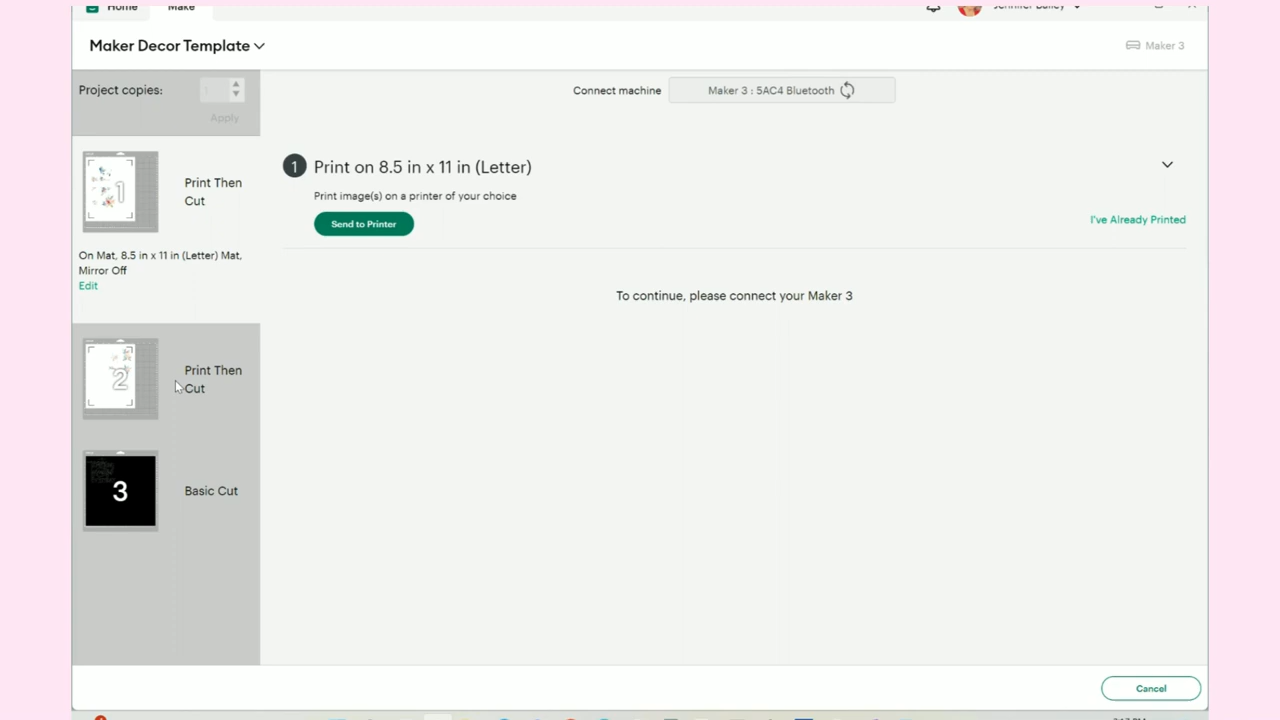 Home
Make
Jennifer Bailey
Maker Decor Template
Maker 3
Project copies:
1
Apply
Connect machine
Maker 3 : 5AC4 Bluetooth
1
Print Then
Cut
On Mat, 8.5 in x 11 in (Letter) Mat,
Mirror Off
Edit
1
Print on 8.5 in x 11 in (Letter)
Print image(s) on a printer of your choice
Send to Printer
I've Already Printed
To continue, please connect your Maker 3
2
Print Then
Cut
3
Basic Cut
Cancel